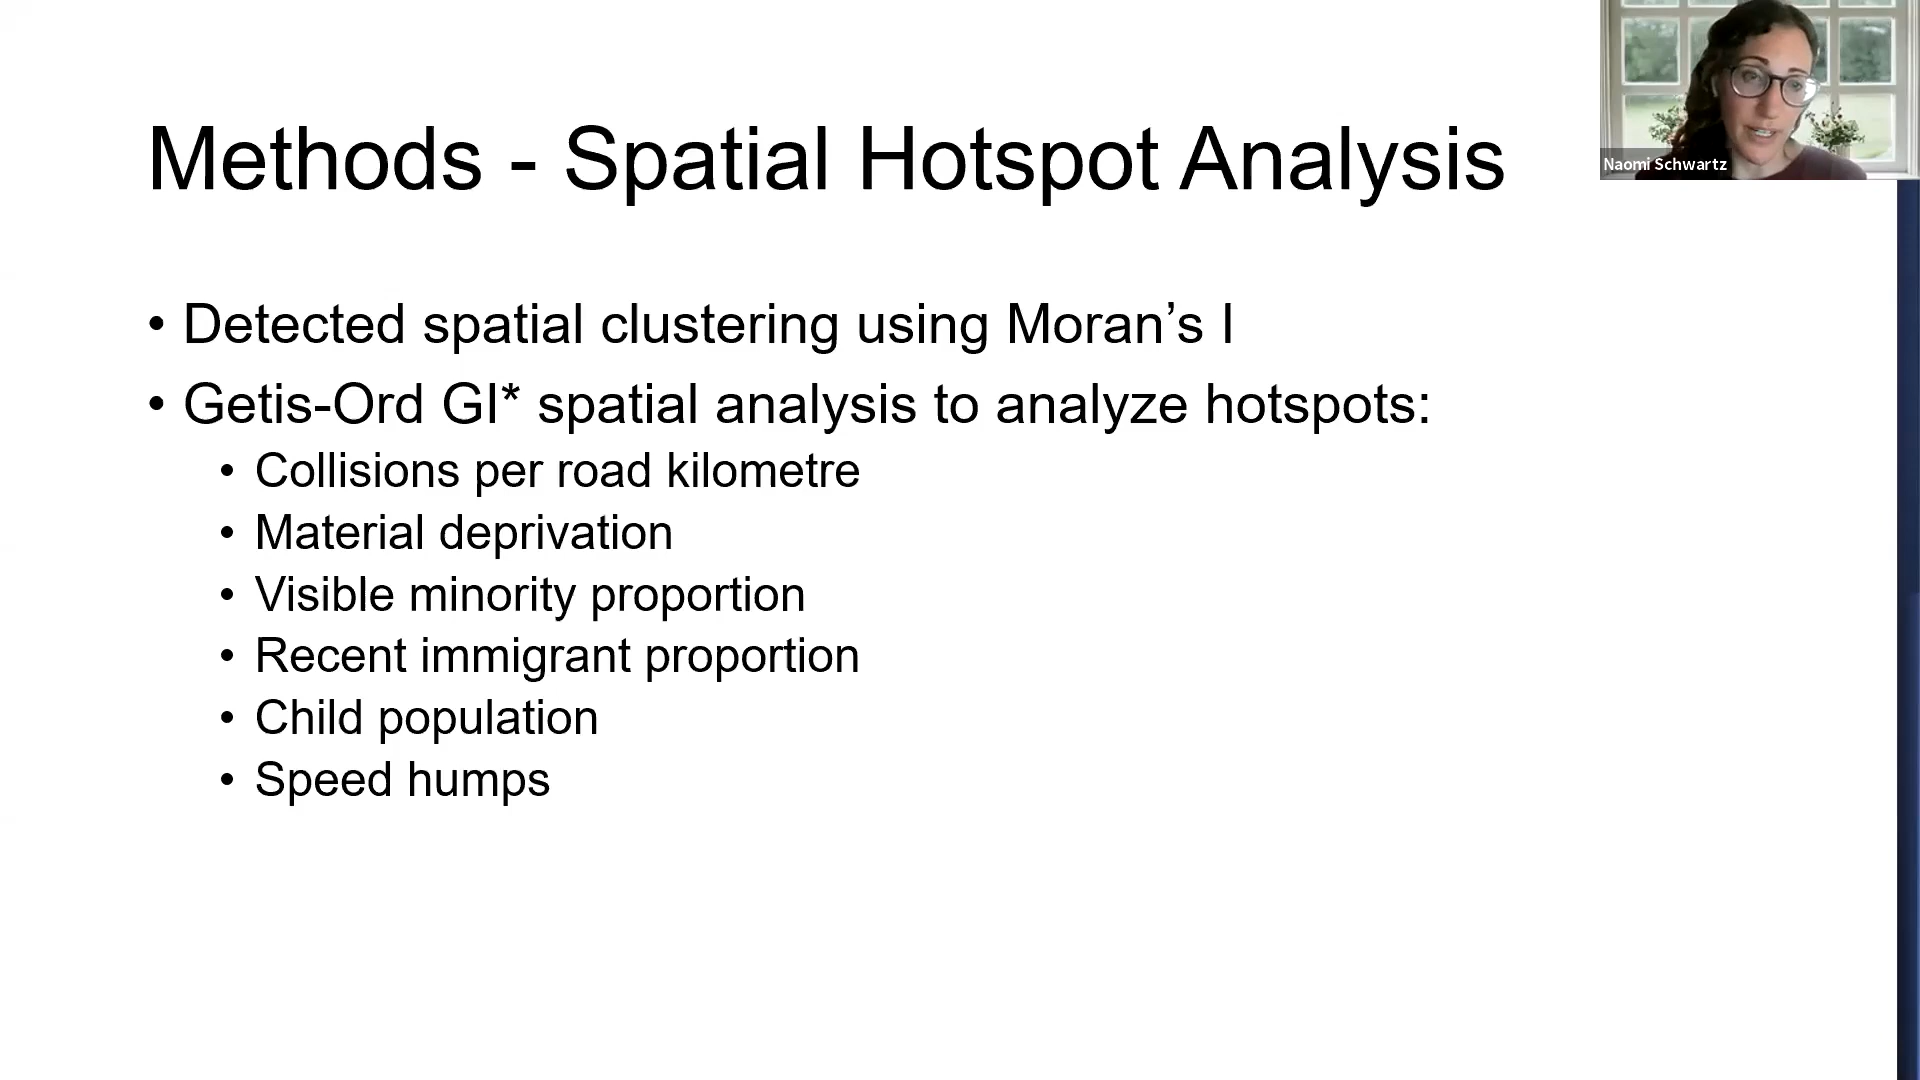 Methods - Spatial Hotspot Analysis
Naomi Schwartz
• Detected spatial clustering using Moran’s I
• Getis-Ord GI* spatial analysis to analyze hotspots:
• Collisions per road kilometre
• Material deprivation
• Visible minority proportion
• Recent immigrant proportion
• Child population
• Speed humps